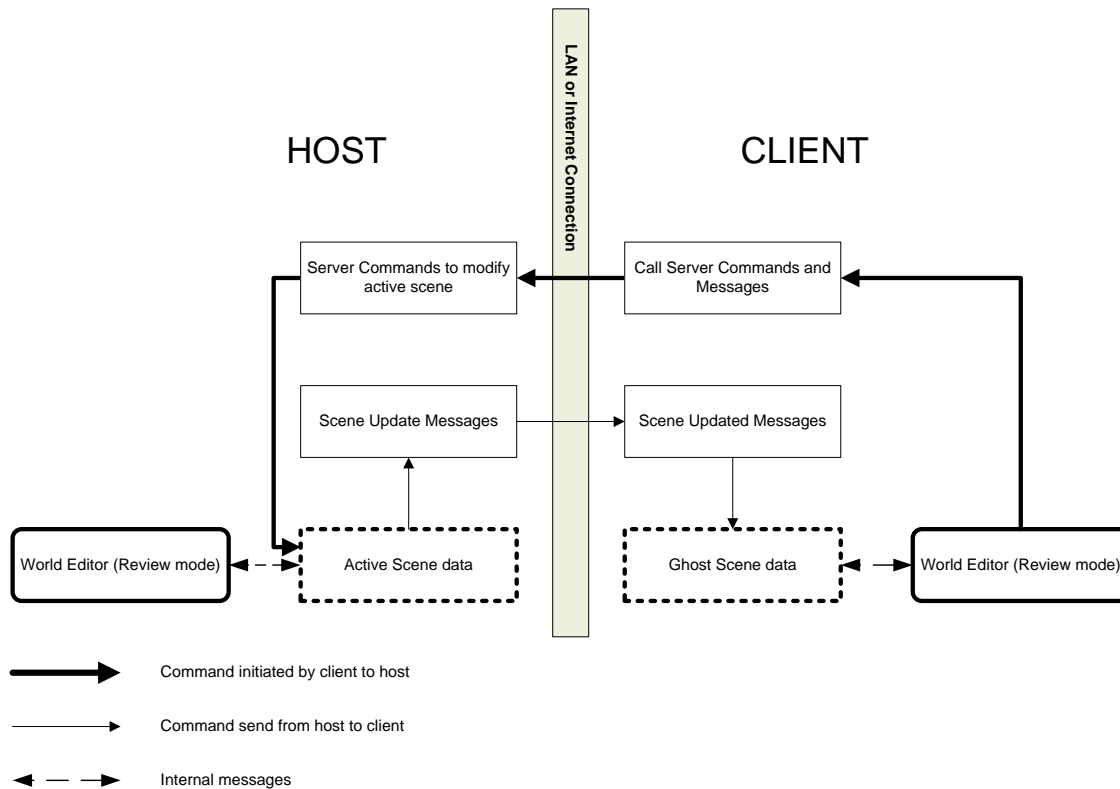 LAN or Internet Connection
HOST
CLIENT
Server Commands to modify
active scene
Call Server Commands and
Messages
Scene Update Messages
Scene Updated Messages
World Editor (Review mode)
Active Scene data
Ghost Scene data
World Editor (Review mode)
Command initiated by client to host
Command send from host to client
Internal messages